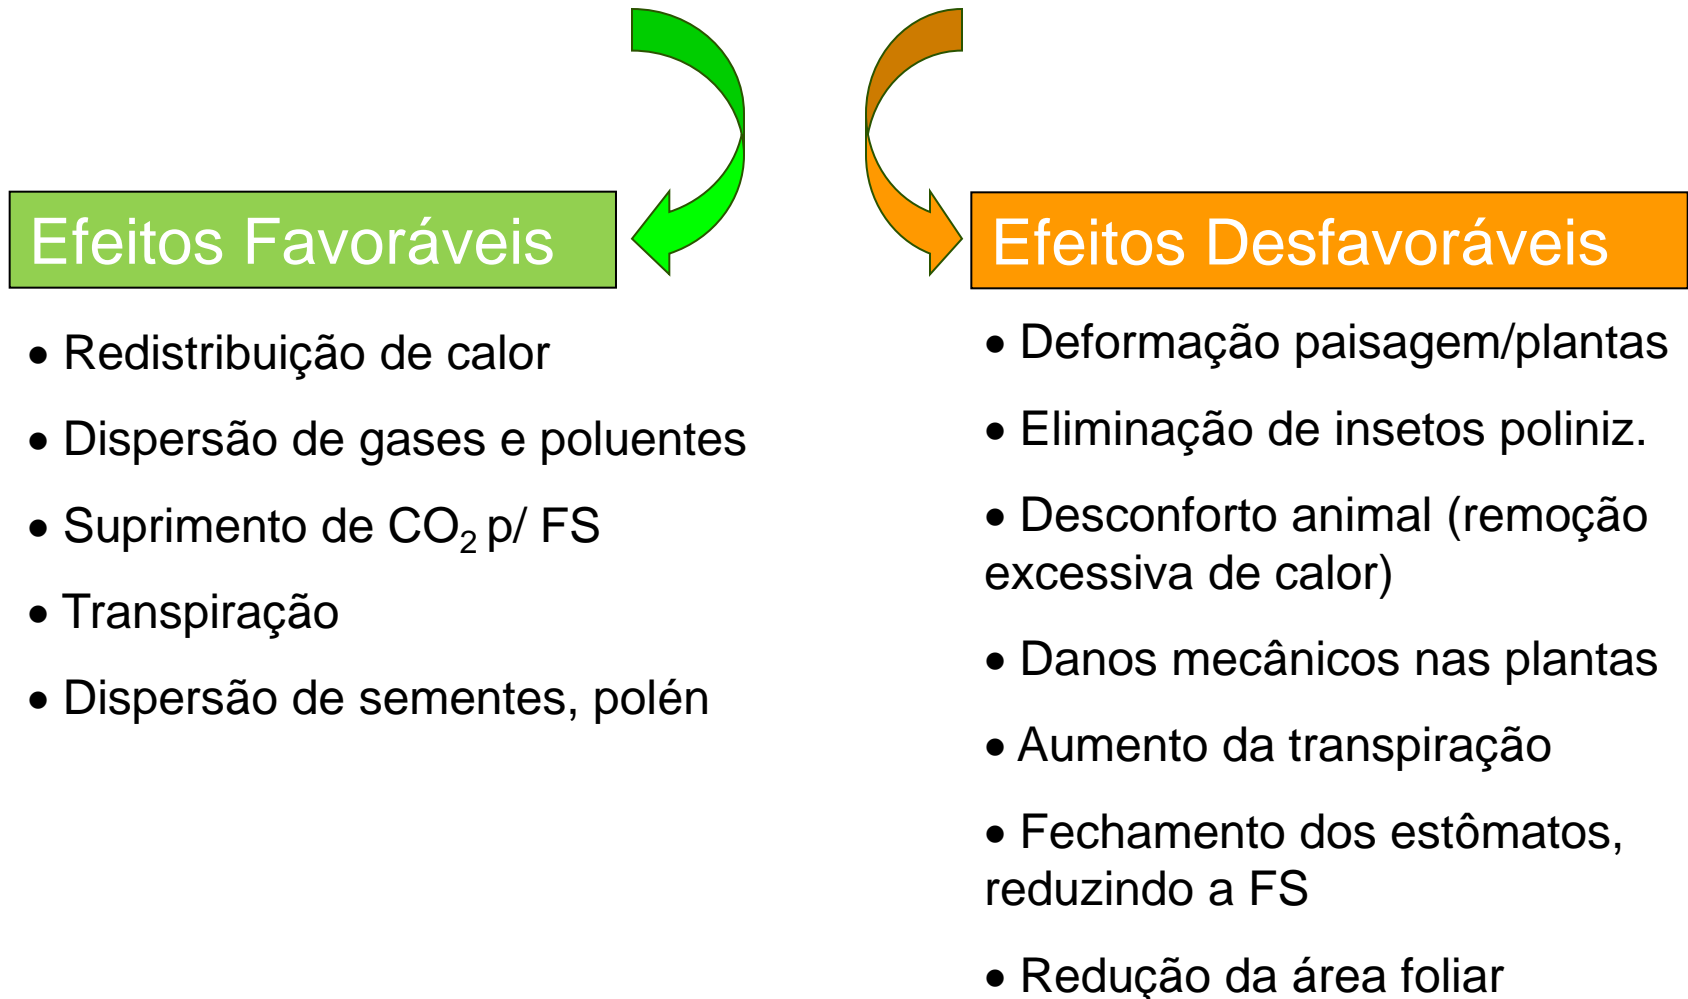 Efeitos Favoráveis
• Redistribuição de calor
• Dispersão de gases e poluentes
• Suprimento de CO₂ p/ FS
• Transpiração
• Dispersão de sementes, polén
Efeitos Desfavoráveis
• Deformação paisagem/plantas
• Eliminação de insetos poliniz.
• Desconforto animal (remoção
excessiva de calor)
• Danos mecânicos nas plantas
• Aumento da transpiração
• Fechamento dos estômatos,
reduzindo a FS
• Redução da área foliar